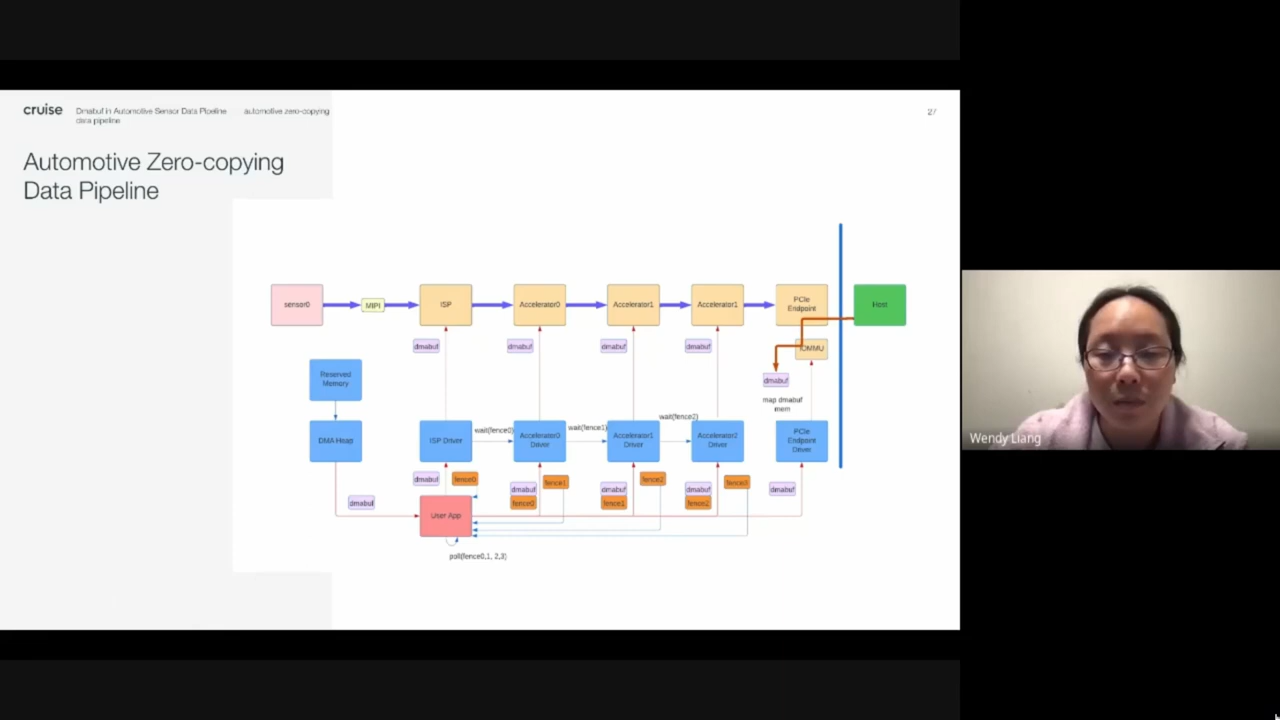 cruise
Dmabuf in Automotive Sensor Data Pipeline
automotive zero-copying
data pipeline
27
Automotive Zero-copying
Data Pipeline
sensor0
MIPI
ISP
Accelerator0
Accelerator1
Accelerator1
PCIe
Endpoint
Host
dmabuf
dmabuf
dmabuf
dmabuf
IOMMU
Reserved
Memory
dmabuf
map dmabuf
mem
DMA Heap
ISP Driver
wait(fence0)
Accelerator0
Driver
wait(fence1)
Accelerator1
Driver
wait(fence2)
Accelerator2
Driver
PCIe
Endpoint
Driver
Wendy Liang
dmabuf
fence0
dmabuf
fence1
fence0
dmabuf
fence2
fence1
dmabuf
fence3
fence2
dmabuf
dmabuf
User App
poll(fence0,1, 2,3)